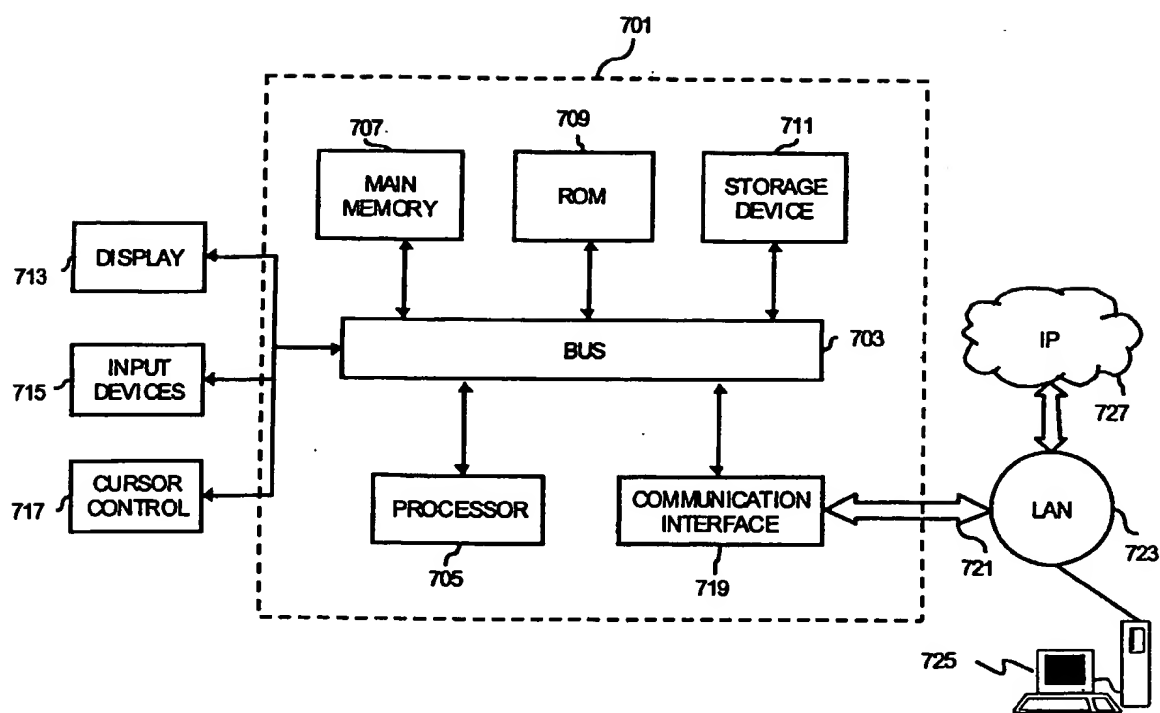 701
707
709
711
MAIN
MEMORY
ROM
STORAGE
DEVICE
713
DISPLAY
BUS
703
IP
727
715
INPUT
DEVICES
717
CURSOR
CONTROL
PROCESSOR
705
COMMUNICATION
INTERFACE
719
721
LAN
723
725